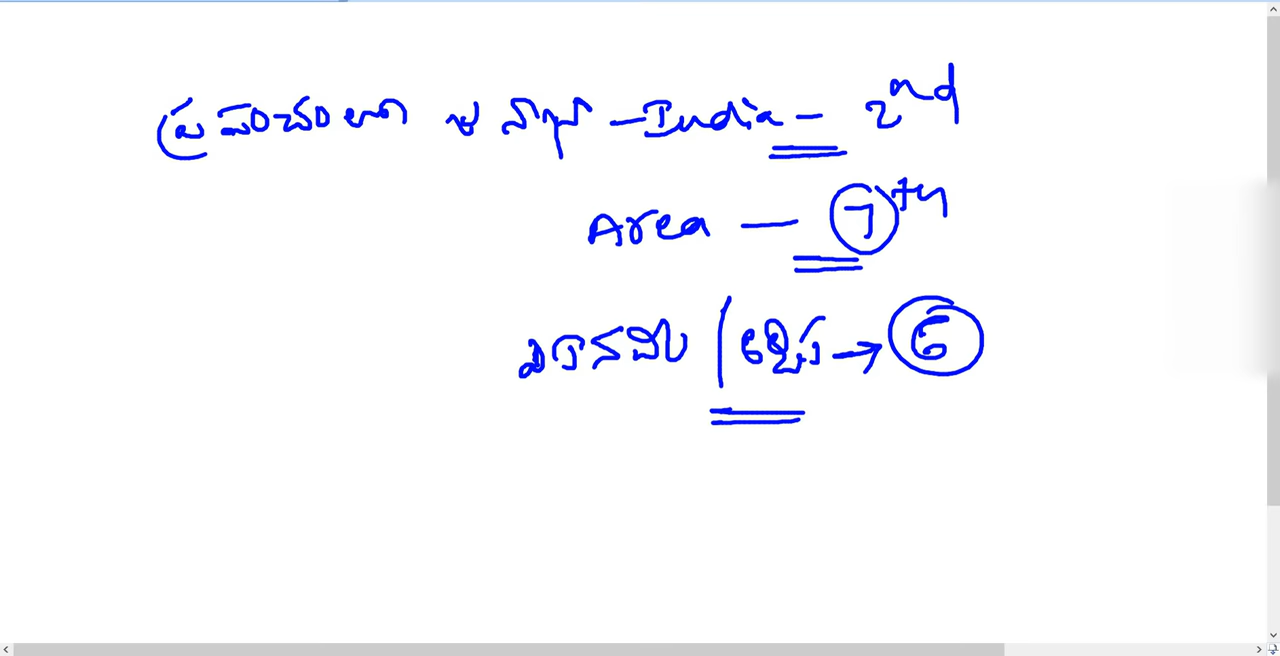 ప్రపంచంలో జనాభా – India – 2nd
Area — 7th
→ 6